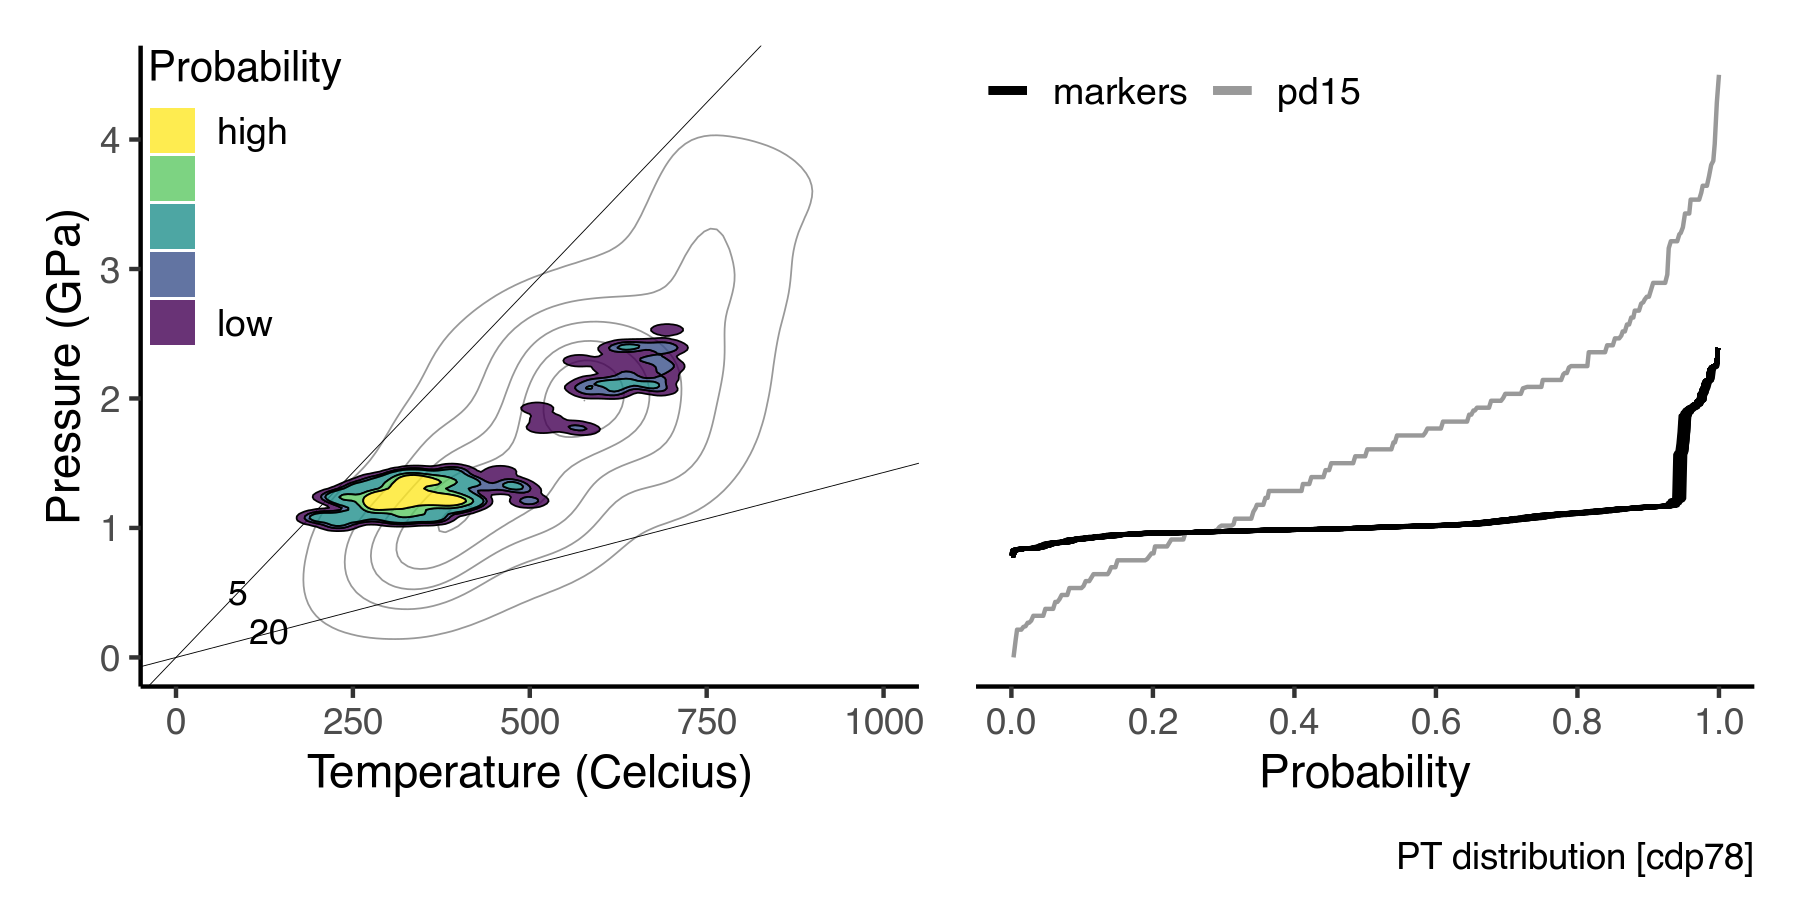 Probability
high
low
markers
pd15
4
3
2
1
0
Pressure (GPa)
5
20
0
250
500
750
1000
Temperature (Celcius)
0.0
0.2
0.4
0.6
0.8
1.0
Probability
PT distribution [cdp78]